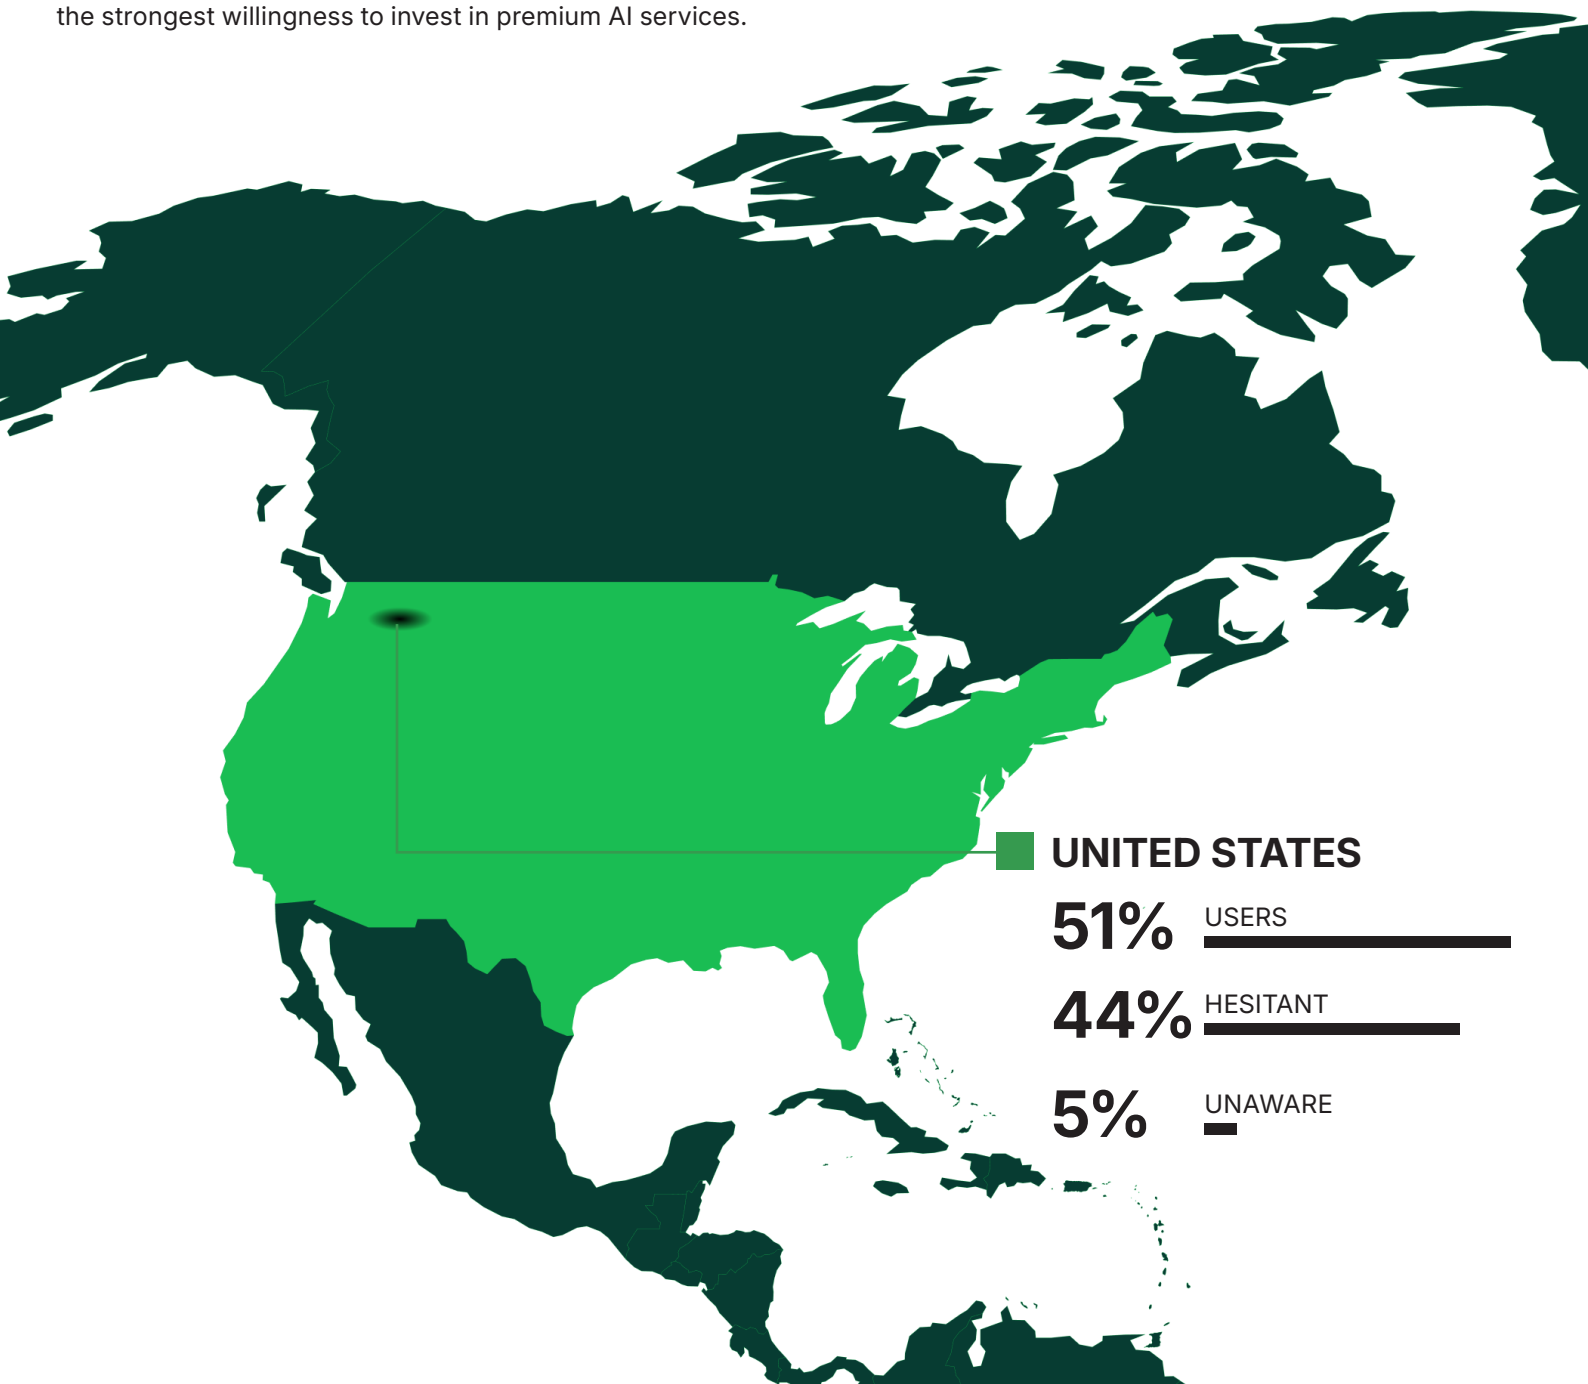 the strongest willingness to invest in premium AI services.
UNITED STATES
51% USERS
44% HESITANT
5% UNAWARE